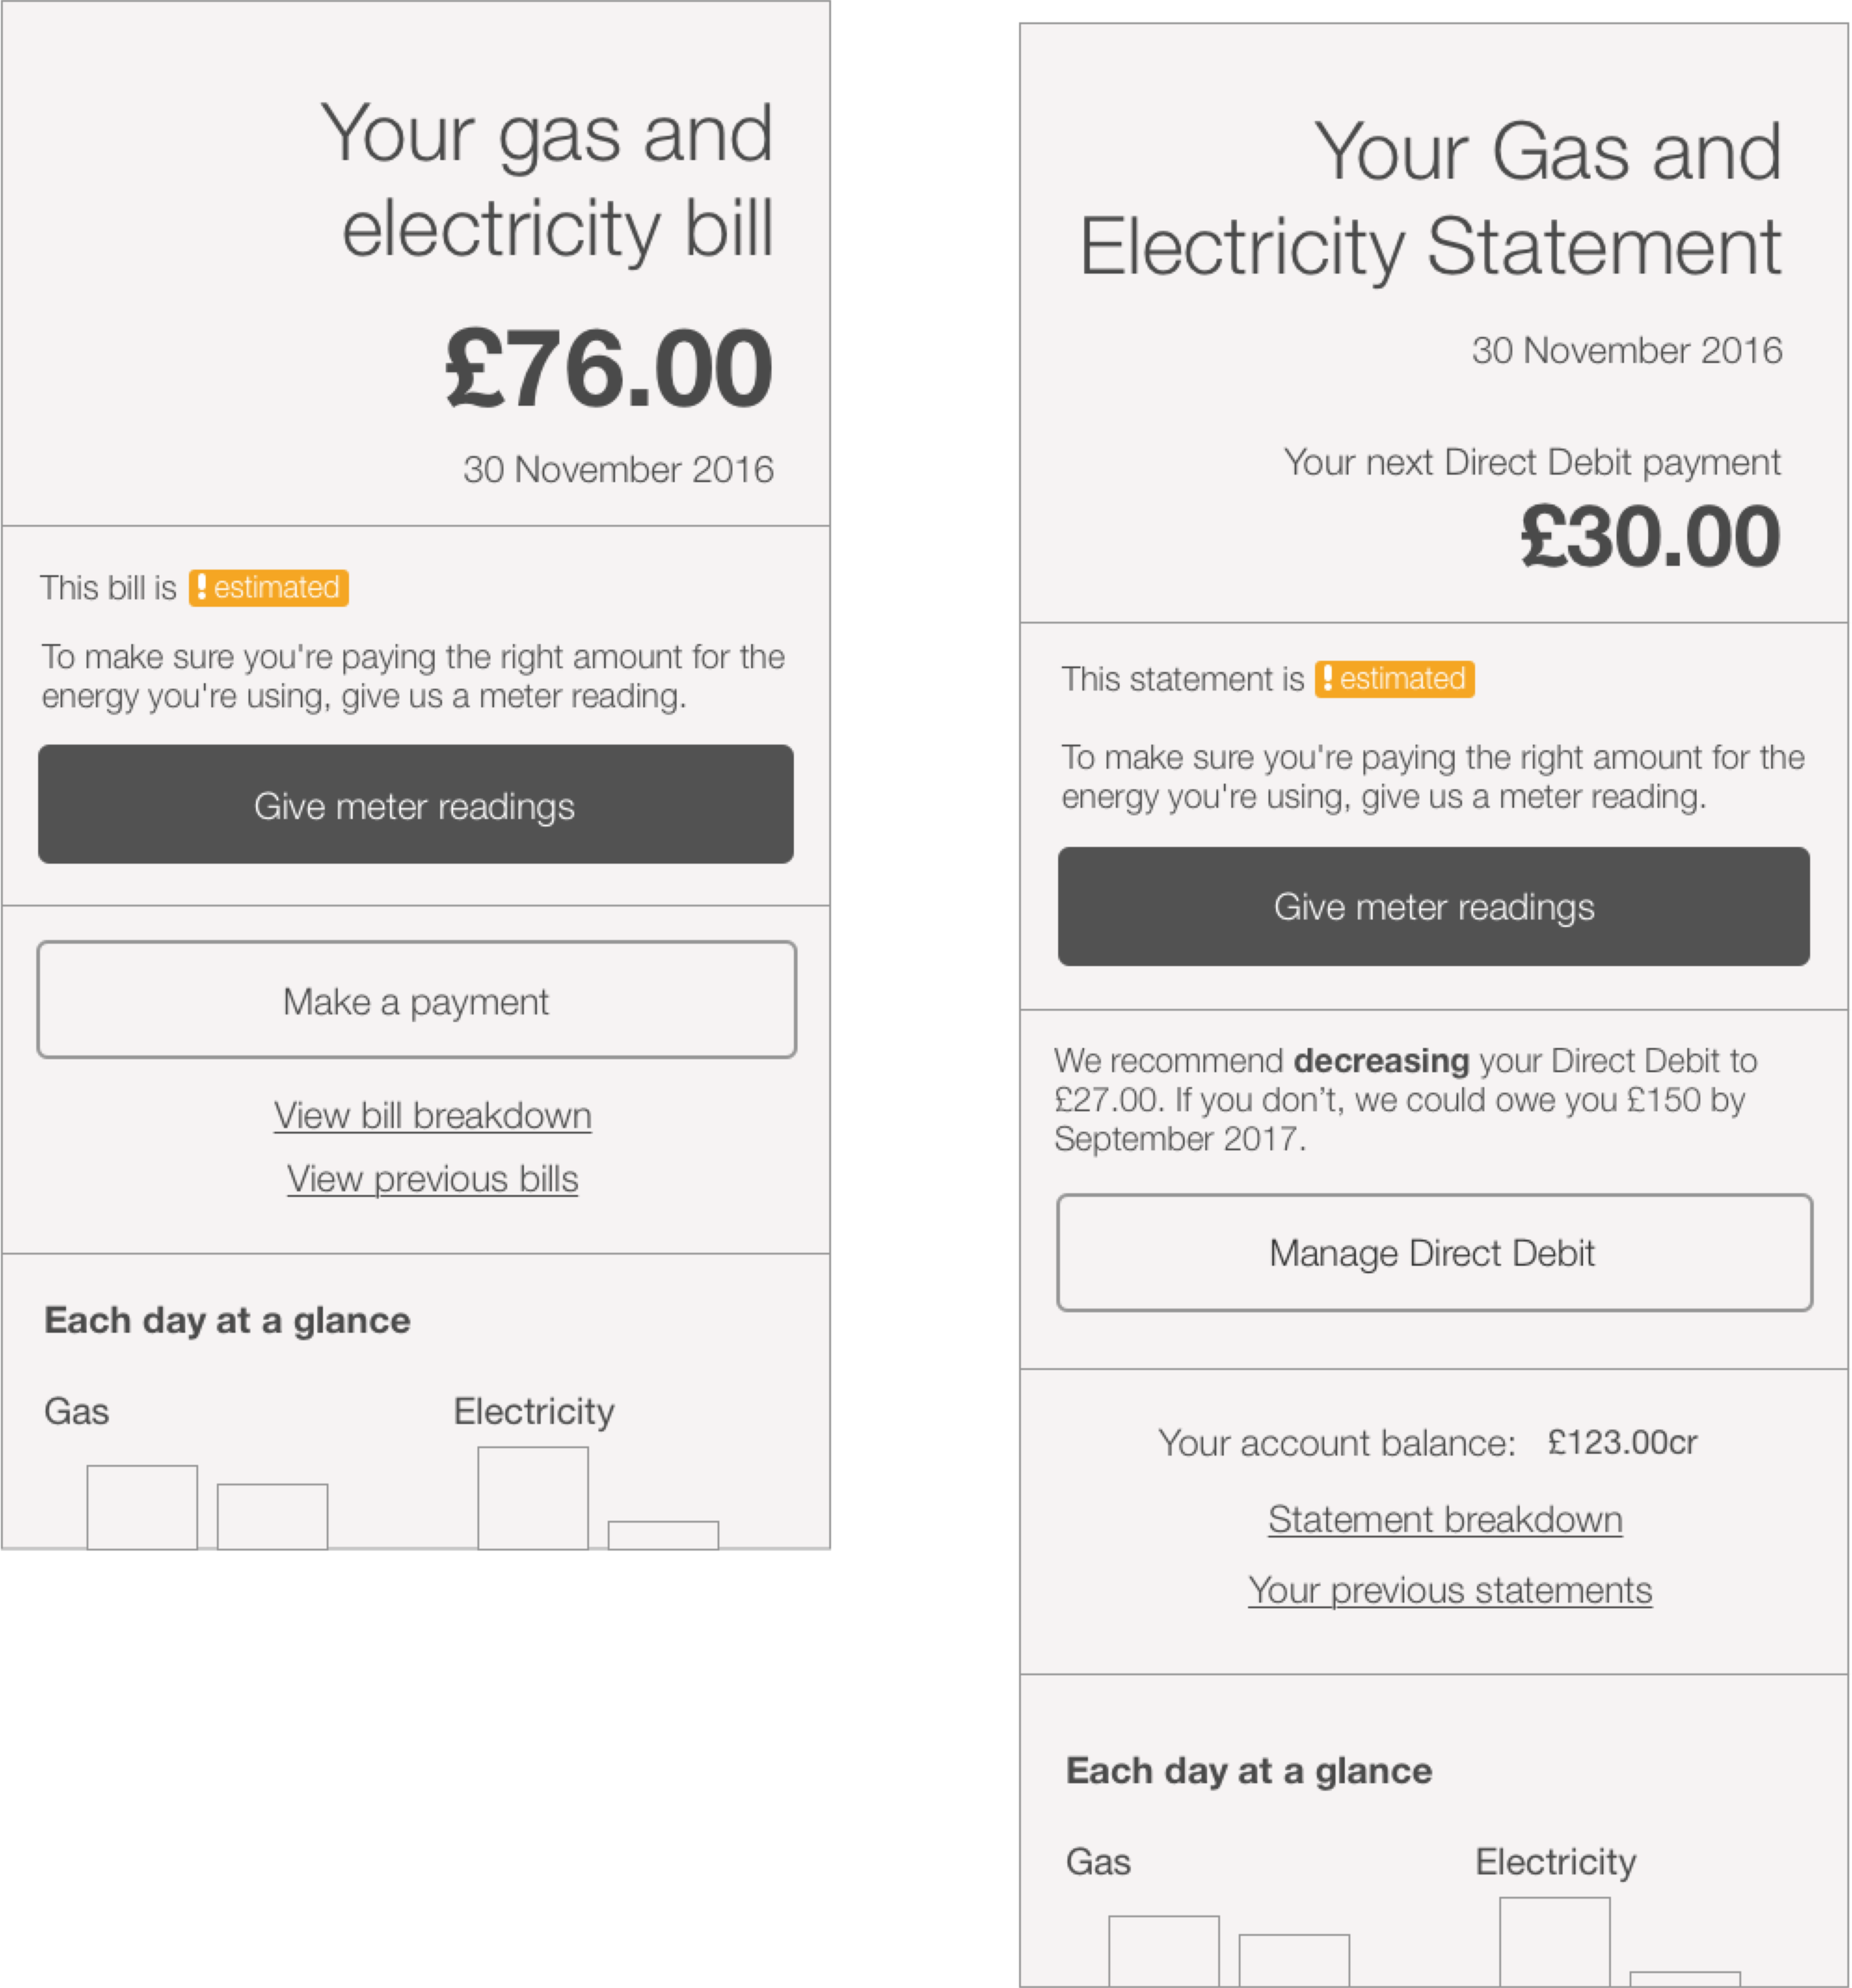 Your gas and
electricity bill
£76.00
30 November 2016
This bill is ! estimated
To make sure you're paying the right amount for the
energy you're using, give us a meter reading.
Give meter readings
Make a payment
View bill breakdown
View previous bills
Each day at a glance
Gas Electricity
Your Gas and
Electricity Statement
30 November 2016
Your next Direct Debit payment
£30.00
This statement is ! estimated
To make sure you're paying the right amount for the
energy you're using, give us a meter reading.
Give meter readings
We recommend decreasing your Direct Debit to
£27.00. If you don’t, we could owe you £150 by
September 2017.
Manage Direct Debit
Your account balance: £123.00cr
Statement breakdown
Your previous statements
Each day at a glance
Gas Electricity